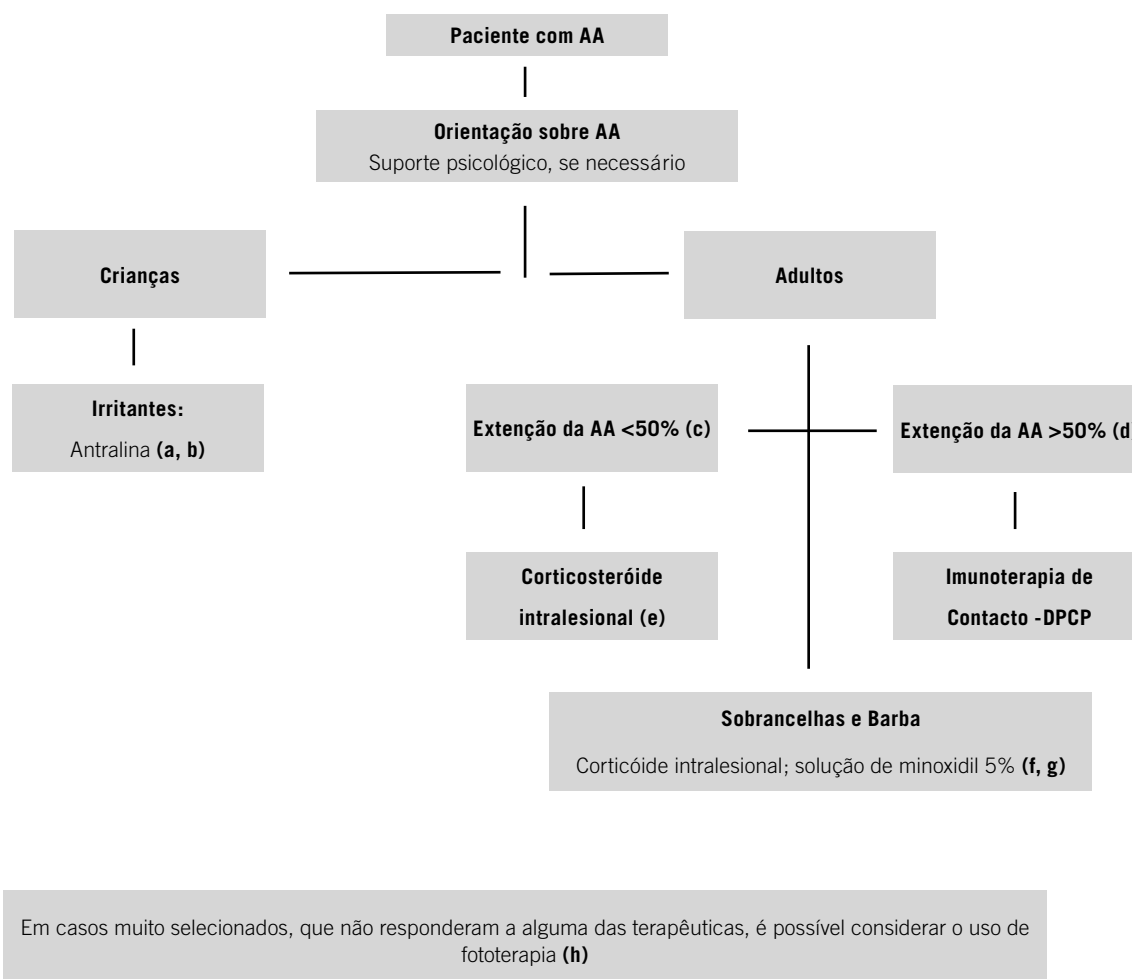 Paciente com AA
Orientação sobre AA
Suporte psicológico, se necessário
Crianças
Adultos
Irritantes:
Antralina (a, b)
Extenção da AA <50% (c)
Extenção da AA >50% (d
Corticosteróide
intralesional (e)
Imunoterapia de
Contacto -DPCP
Sobrancelhas e Barba
Corticóide intralesional; solução de minoxidil 5% (f, g)
Em casos muito selecionados, que não responderam a alguma das terapêuticas, é possível considerar o uso de
fototerapia (h)